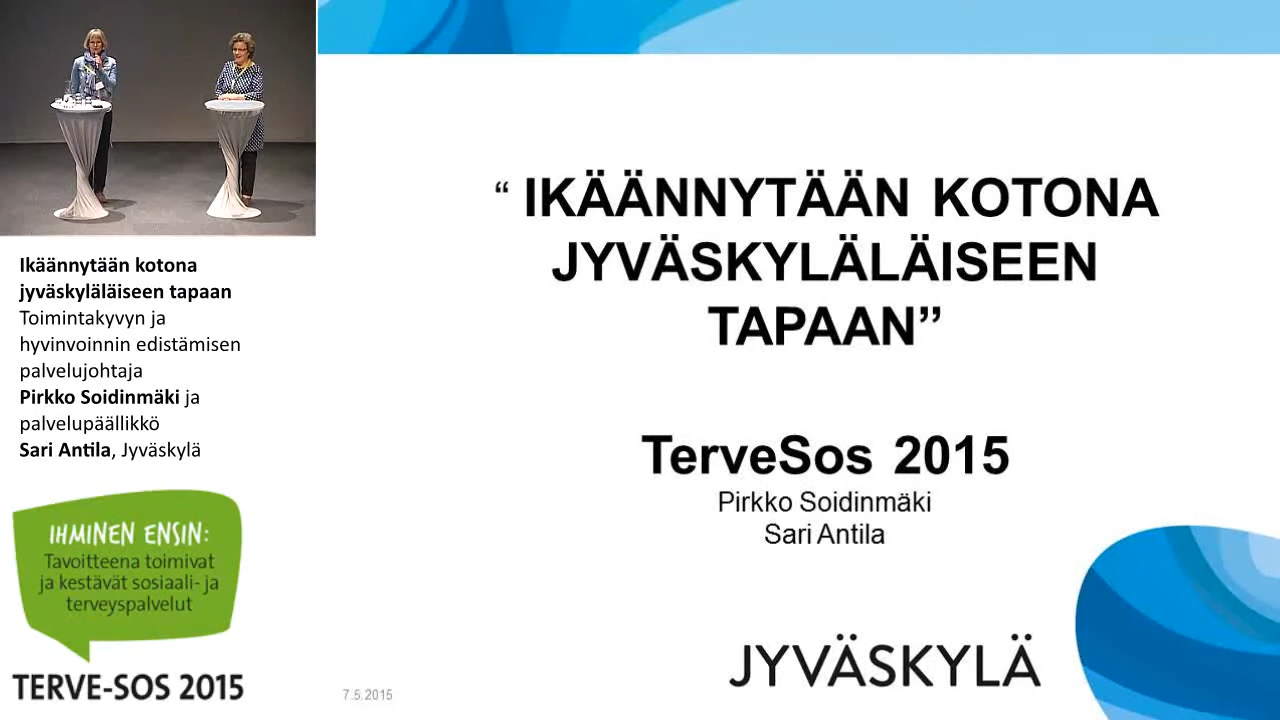 Ikäännytään kotona
jyväskyläläiseen tapaan
Toimintakyvyn ja
hyvinvoinnin edistämisen
palvelujohtaja
Pirkko Soidinmäki ja
palvelupäällikkö
Sari Antila, Jyväskylä
IHMINEN ENSIN:
Tavoitteena toimivat
ja kestävät sosiaali- ja
terveyspalvelut
TERVE-SOS 2015
“ IKÄÄNNYTÄÄN KOTONA
JYVÄSKYLÄLÄISEEN
TAPAAN”
TerveSos 2015
Pirkko Soidinmäki
Sari Antila
JYVÄSKYLÄ
7.5.2015